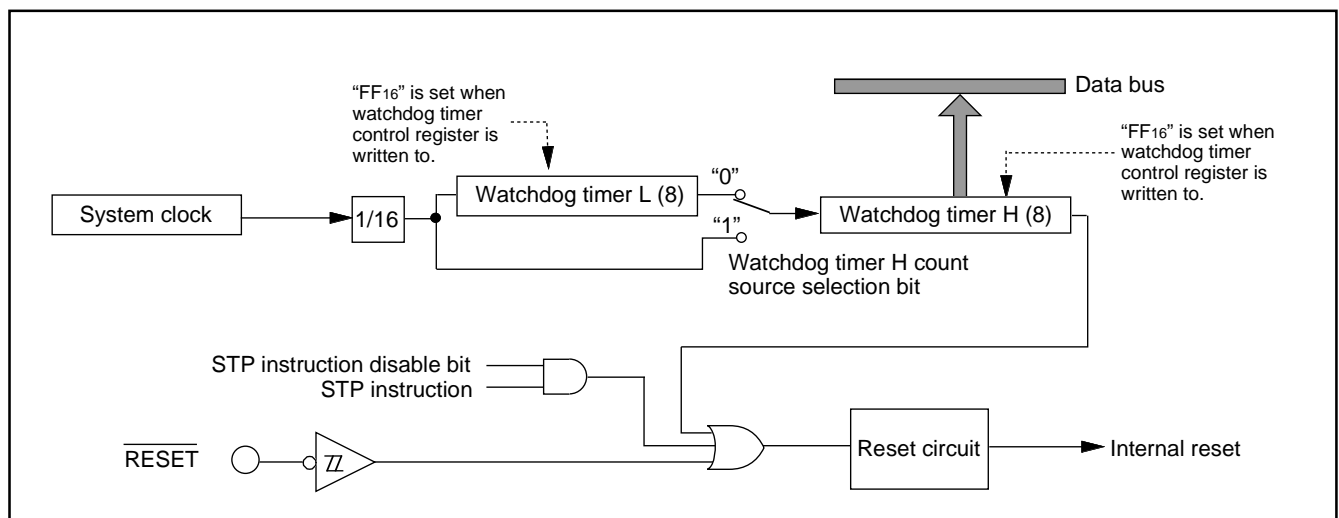 Data bus
“FF16” is set when
watchdog timer
control register is
written to.
“FF16” is set when
watchdog timer
control register is
written to.
System clock
1/16
Watchdog timer L (8)
“0”
“1”
Watchdog timer H (8)
Watchdog timer H count
source selection bit
STP instruction disable bit
STP instruction
RESET
Reset circuit
Internal reset